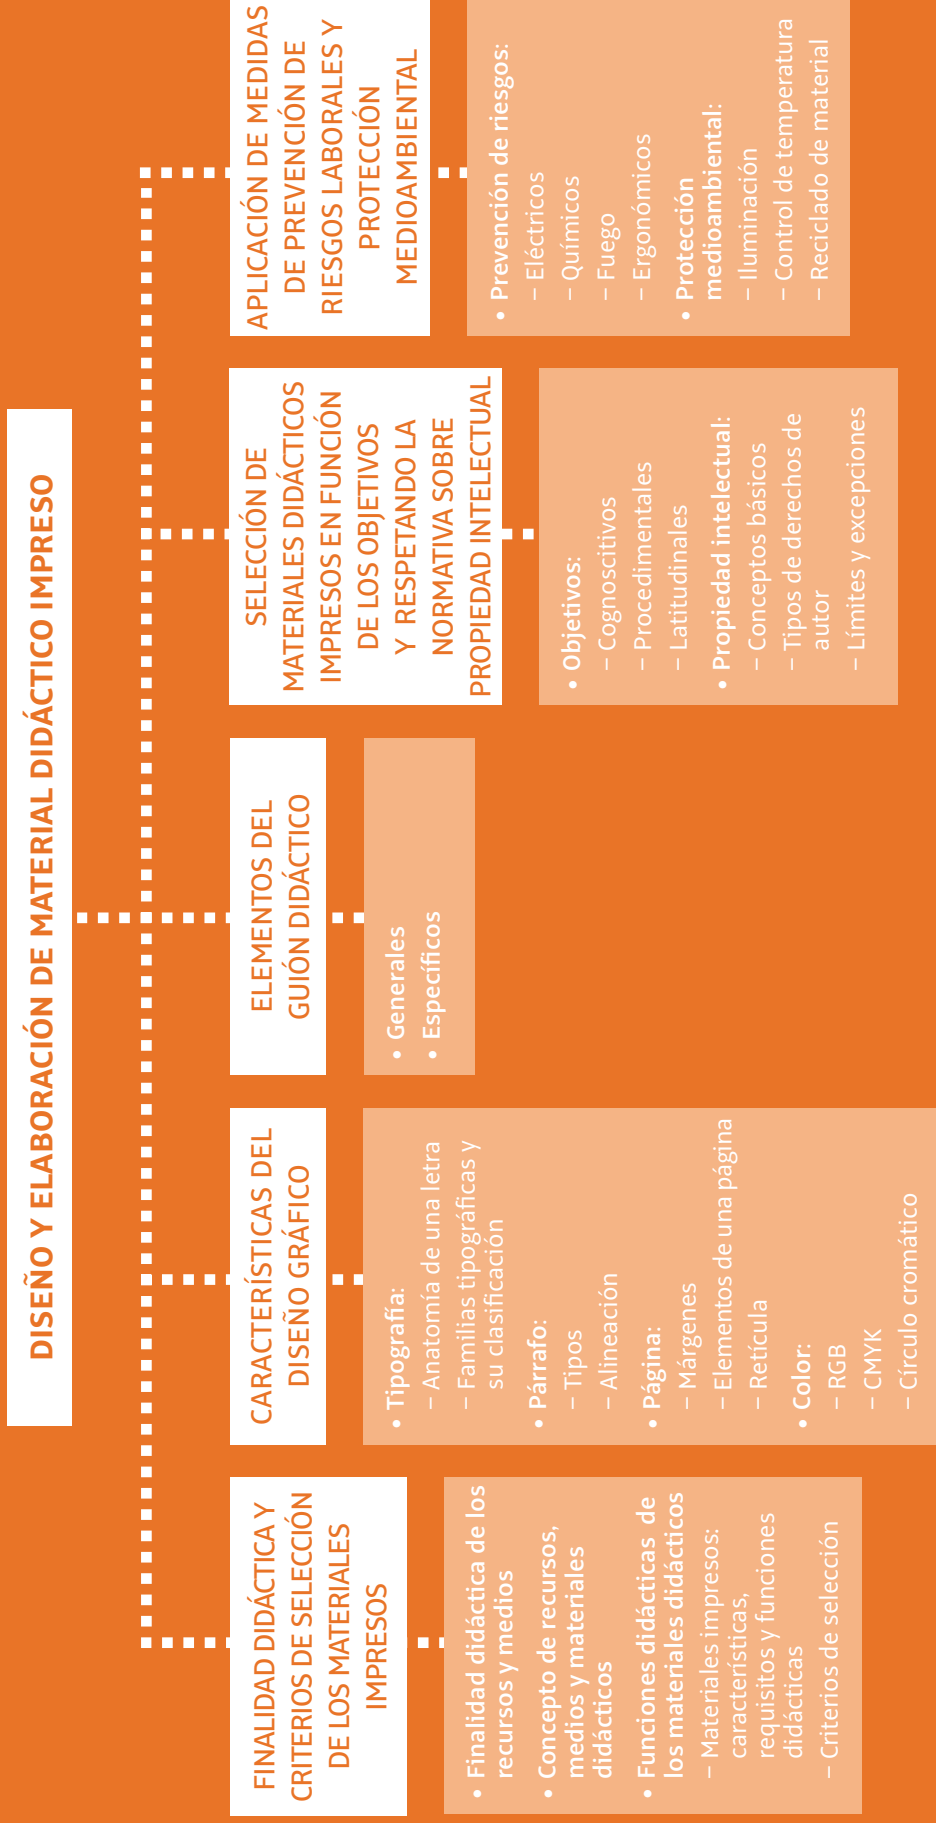 DISEÑO Y ELABORACIÓN DE MATERIAL DIDÁCTICO IMPRESO
FINALIDAD DIDÁCTICA Y
CRITERIOS DE SELECCIÓN
DE LOS MATERIALES
IMPRESOS
• Finalidad didáctica de los
recursos y medios
• Concepto de recursos,
medios y materiales
didácticos
• Funciones didácticas de
los materiales didácticos
– Materiales impresos:
características,
requisitos y funciones
didácticas
– Criterios de selección
CARACTERÍSTICAS DEL
DISEÑO GRÁFICO
• Tipografía:
– Anatomía de una letra
– Familias tipográficas y
su clasificación
• Párrafo:
– Tipos
– Alineación
• Página:
– Márgenes
– Elementos de una página
– Retícula
• Color:
– RGB
– CMYK
– Círculo cromático
ELEMENTOS DEL
GUIÓN DIDÁCTICO
• Generales
• Específicos
SELECCIÓN DE
MATERIALES DIDÁCTICOS
IMPRESOS EN FUNCIÓN
DE LOS OBJETIVOS
Y RESPETANDO LA
NORMATIVA SOBRE
PROPIEDAD INTELECTUAL
• Objetivos:
– Cognoscitivos
– Procedimentales
– Latitudinales
• Propiedad intelectual:
– Conceptos básicos
– Tipos de derechos de
autor
– Límites y excepciones
APLICACIÓN DE MEDIDAS
DE PREVENCIÓN DE
RIESGOS LABORALES Y
PROTECCIÓN
MEDIOAMBIENTAL
• Prevención de riesgos:
– Eléctricos
– Químicos
– Fuego
– Ergonómicos
• Protección
medioambiental:
– Iluminación
– Control de temperatura
– Reciclado de material